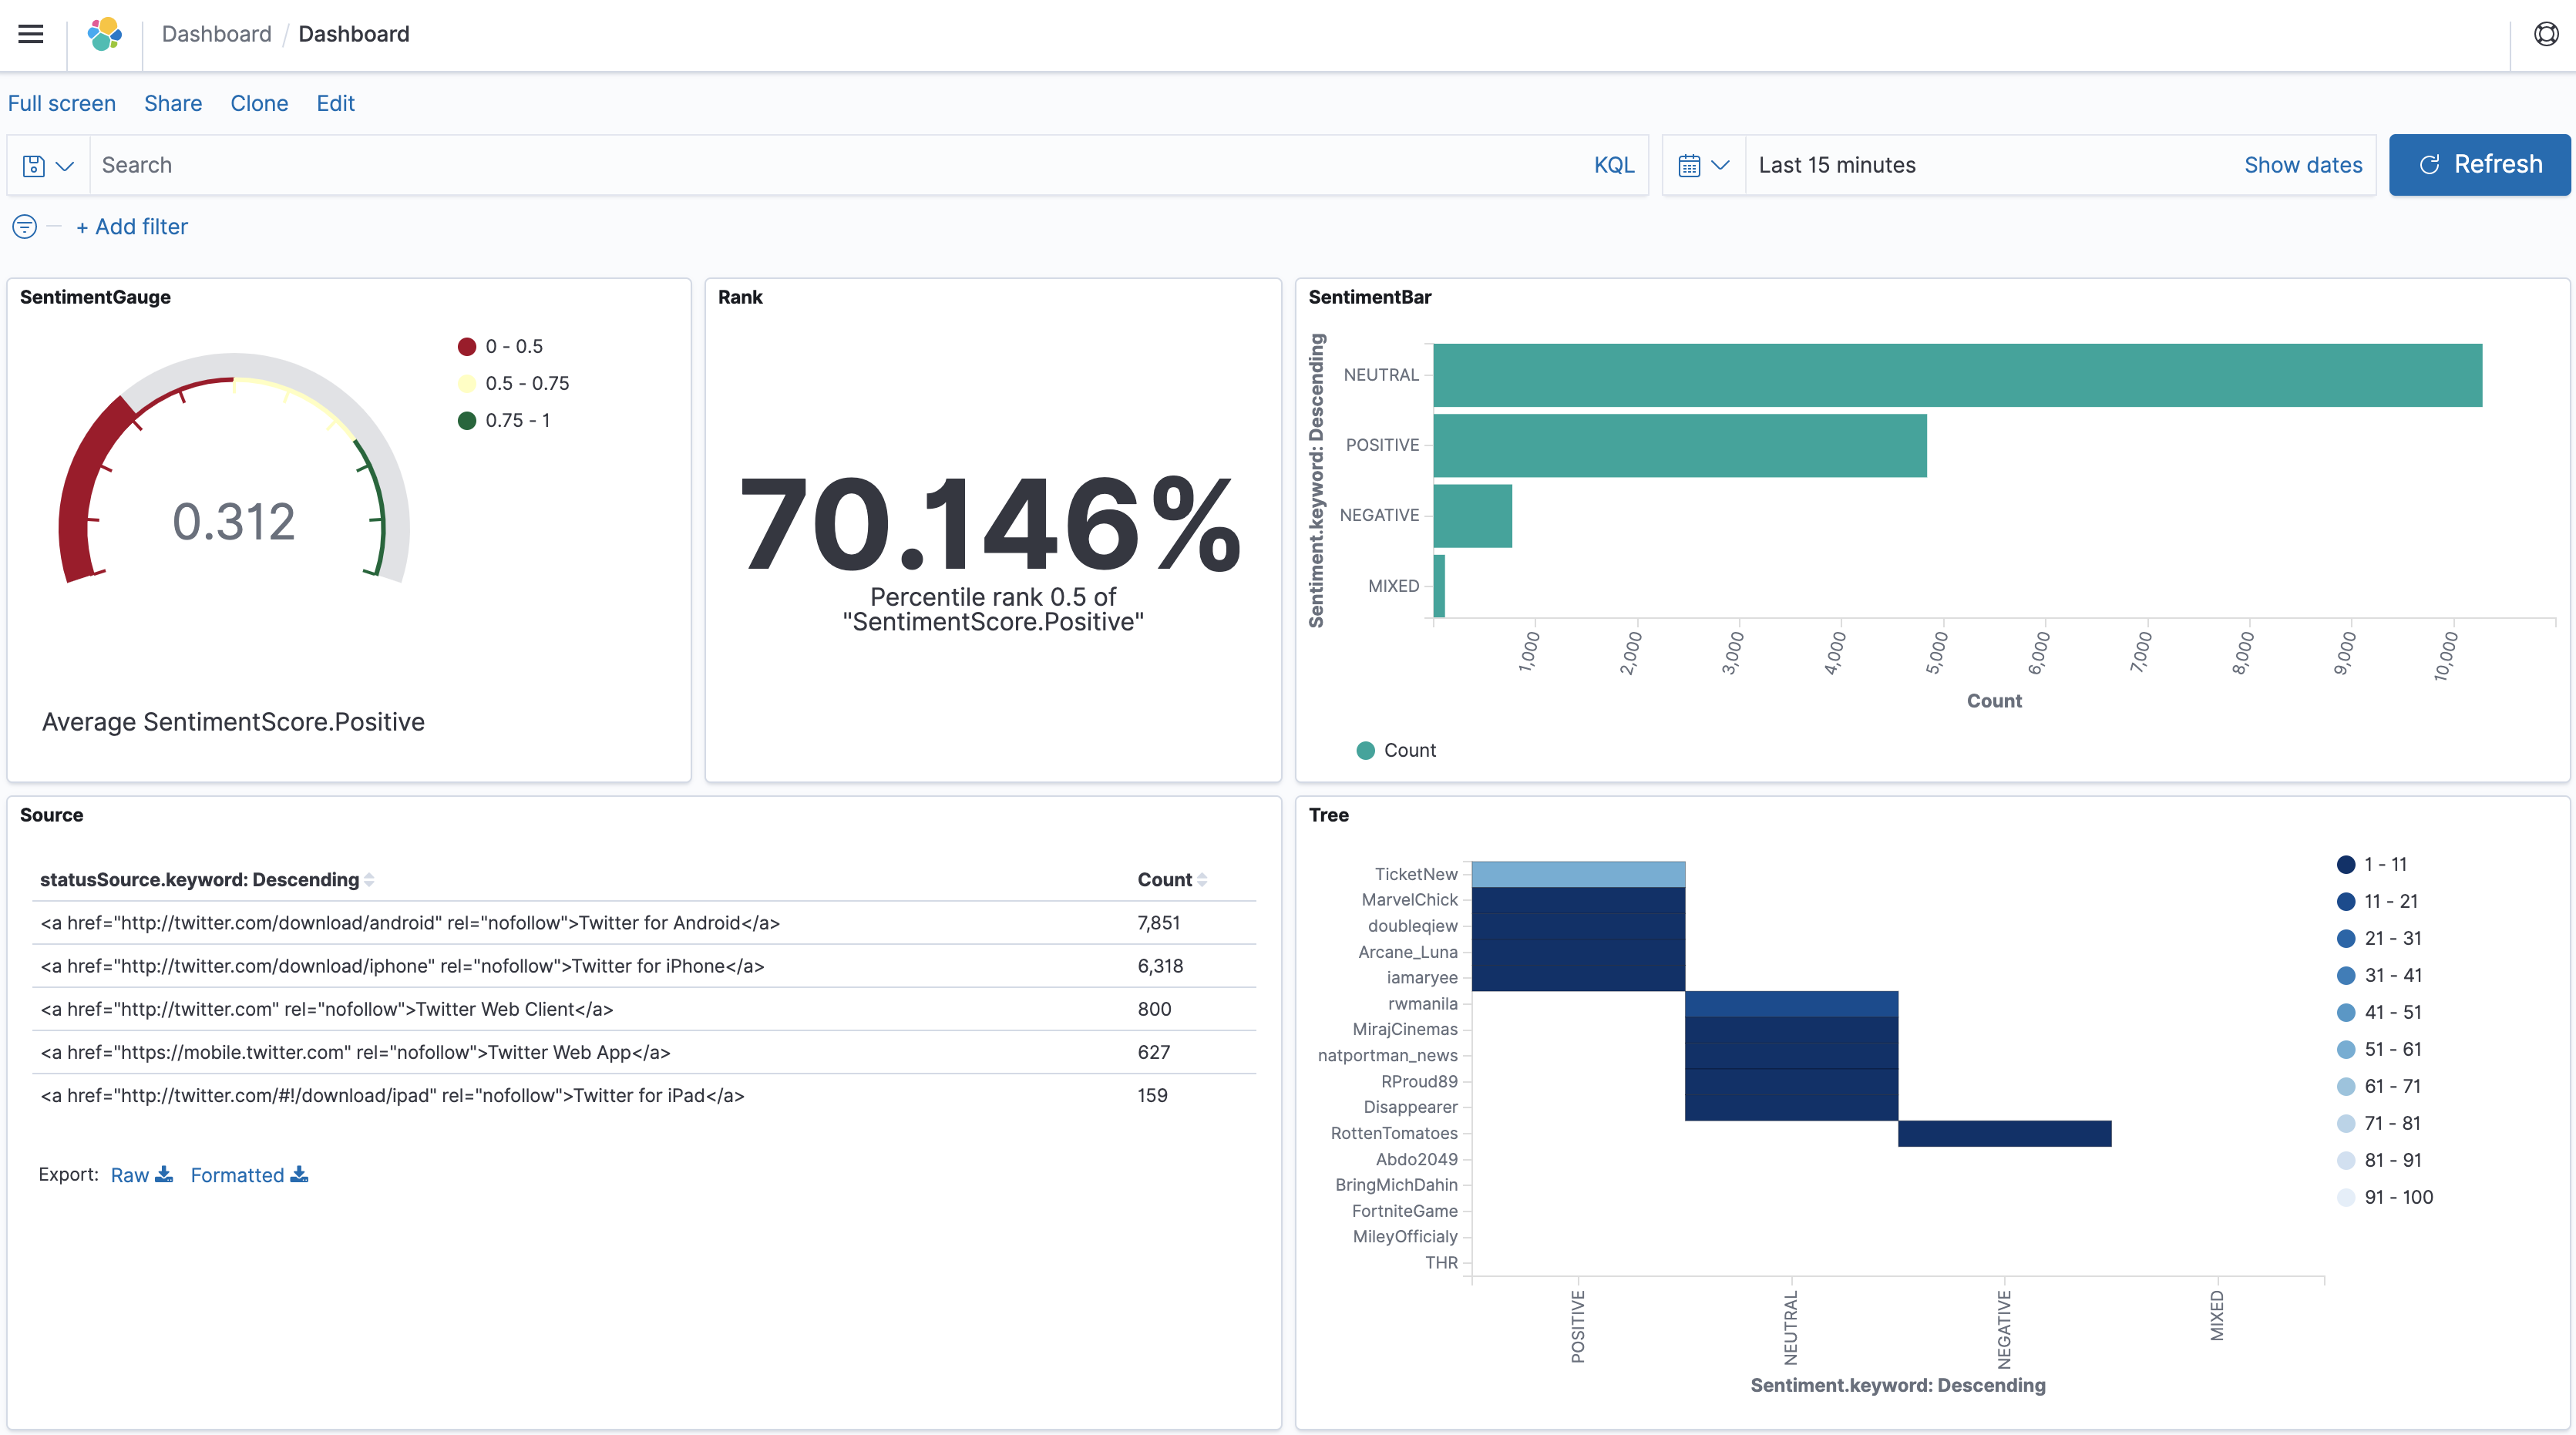 Dashboard / Dashboard
Full screen Share Clone Edit
Search KQL Last 15 minutes Show dates Refresh
+ Add filter
SentimentGauge
0 - 0.5
0.5 - 0.75
0.75 - 1
0.312
Average SentimentScore.Positive
Rank
70.146%
Percentile rank 0.5 of
"SentimentScore.Positive"
SentimentBar
Sentiment.keyword: Descending
NEUTRAL
POSITIVE
NEGATIVE
MIXED
1,000 2,000 3,000 4,000 5,000 6,000 7,000 8,000 9,000 10,000
Count
Count
Source
statusSource.keyword: Descending Count
<a href="http://twitter.com/download/android" rel="nofollow">Twitter for Android</a> 7,851
<a href="http://twitter.com/download/iphone" rel="nofollow">Twitter for iPhone</a> 6,318
<a href="http://twitter.com" rel="nofollow">Twitter Web Client</a> 800
<a href="https://mobile.twitter.com" rel="nofollow">Twitter Web App</a> 627
<a href="http://twitter.com/#!/download/ipad" rel="nofollow">Twitter for iPad</a> 159
Export: Raw Formatted
Tree
TicketNew
MarvelChick
doubleqiew
Arcane_Luna
iamaryee
rwmanila
MirajCinemas
natportman_news
RProud89
Disappearer
RottenTomatoes
Abdo2049
BringMichDahin
FortniteGame
MileyOfficialy
THR
POSITIVE NEUTRAL NEGATIVE MIXED
Sentiment.keyword: Descending
1 - 11
11 - 21
21 - 31
31 - 41
41 - 51
51 - 61
61 - 71
71 - 81
81 - 91
91 - 100